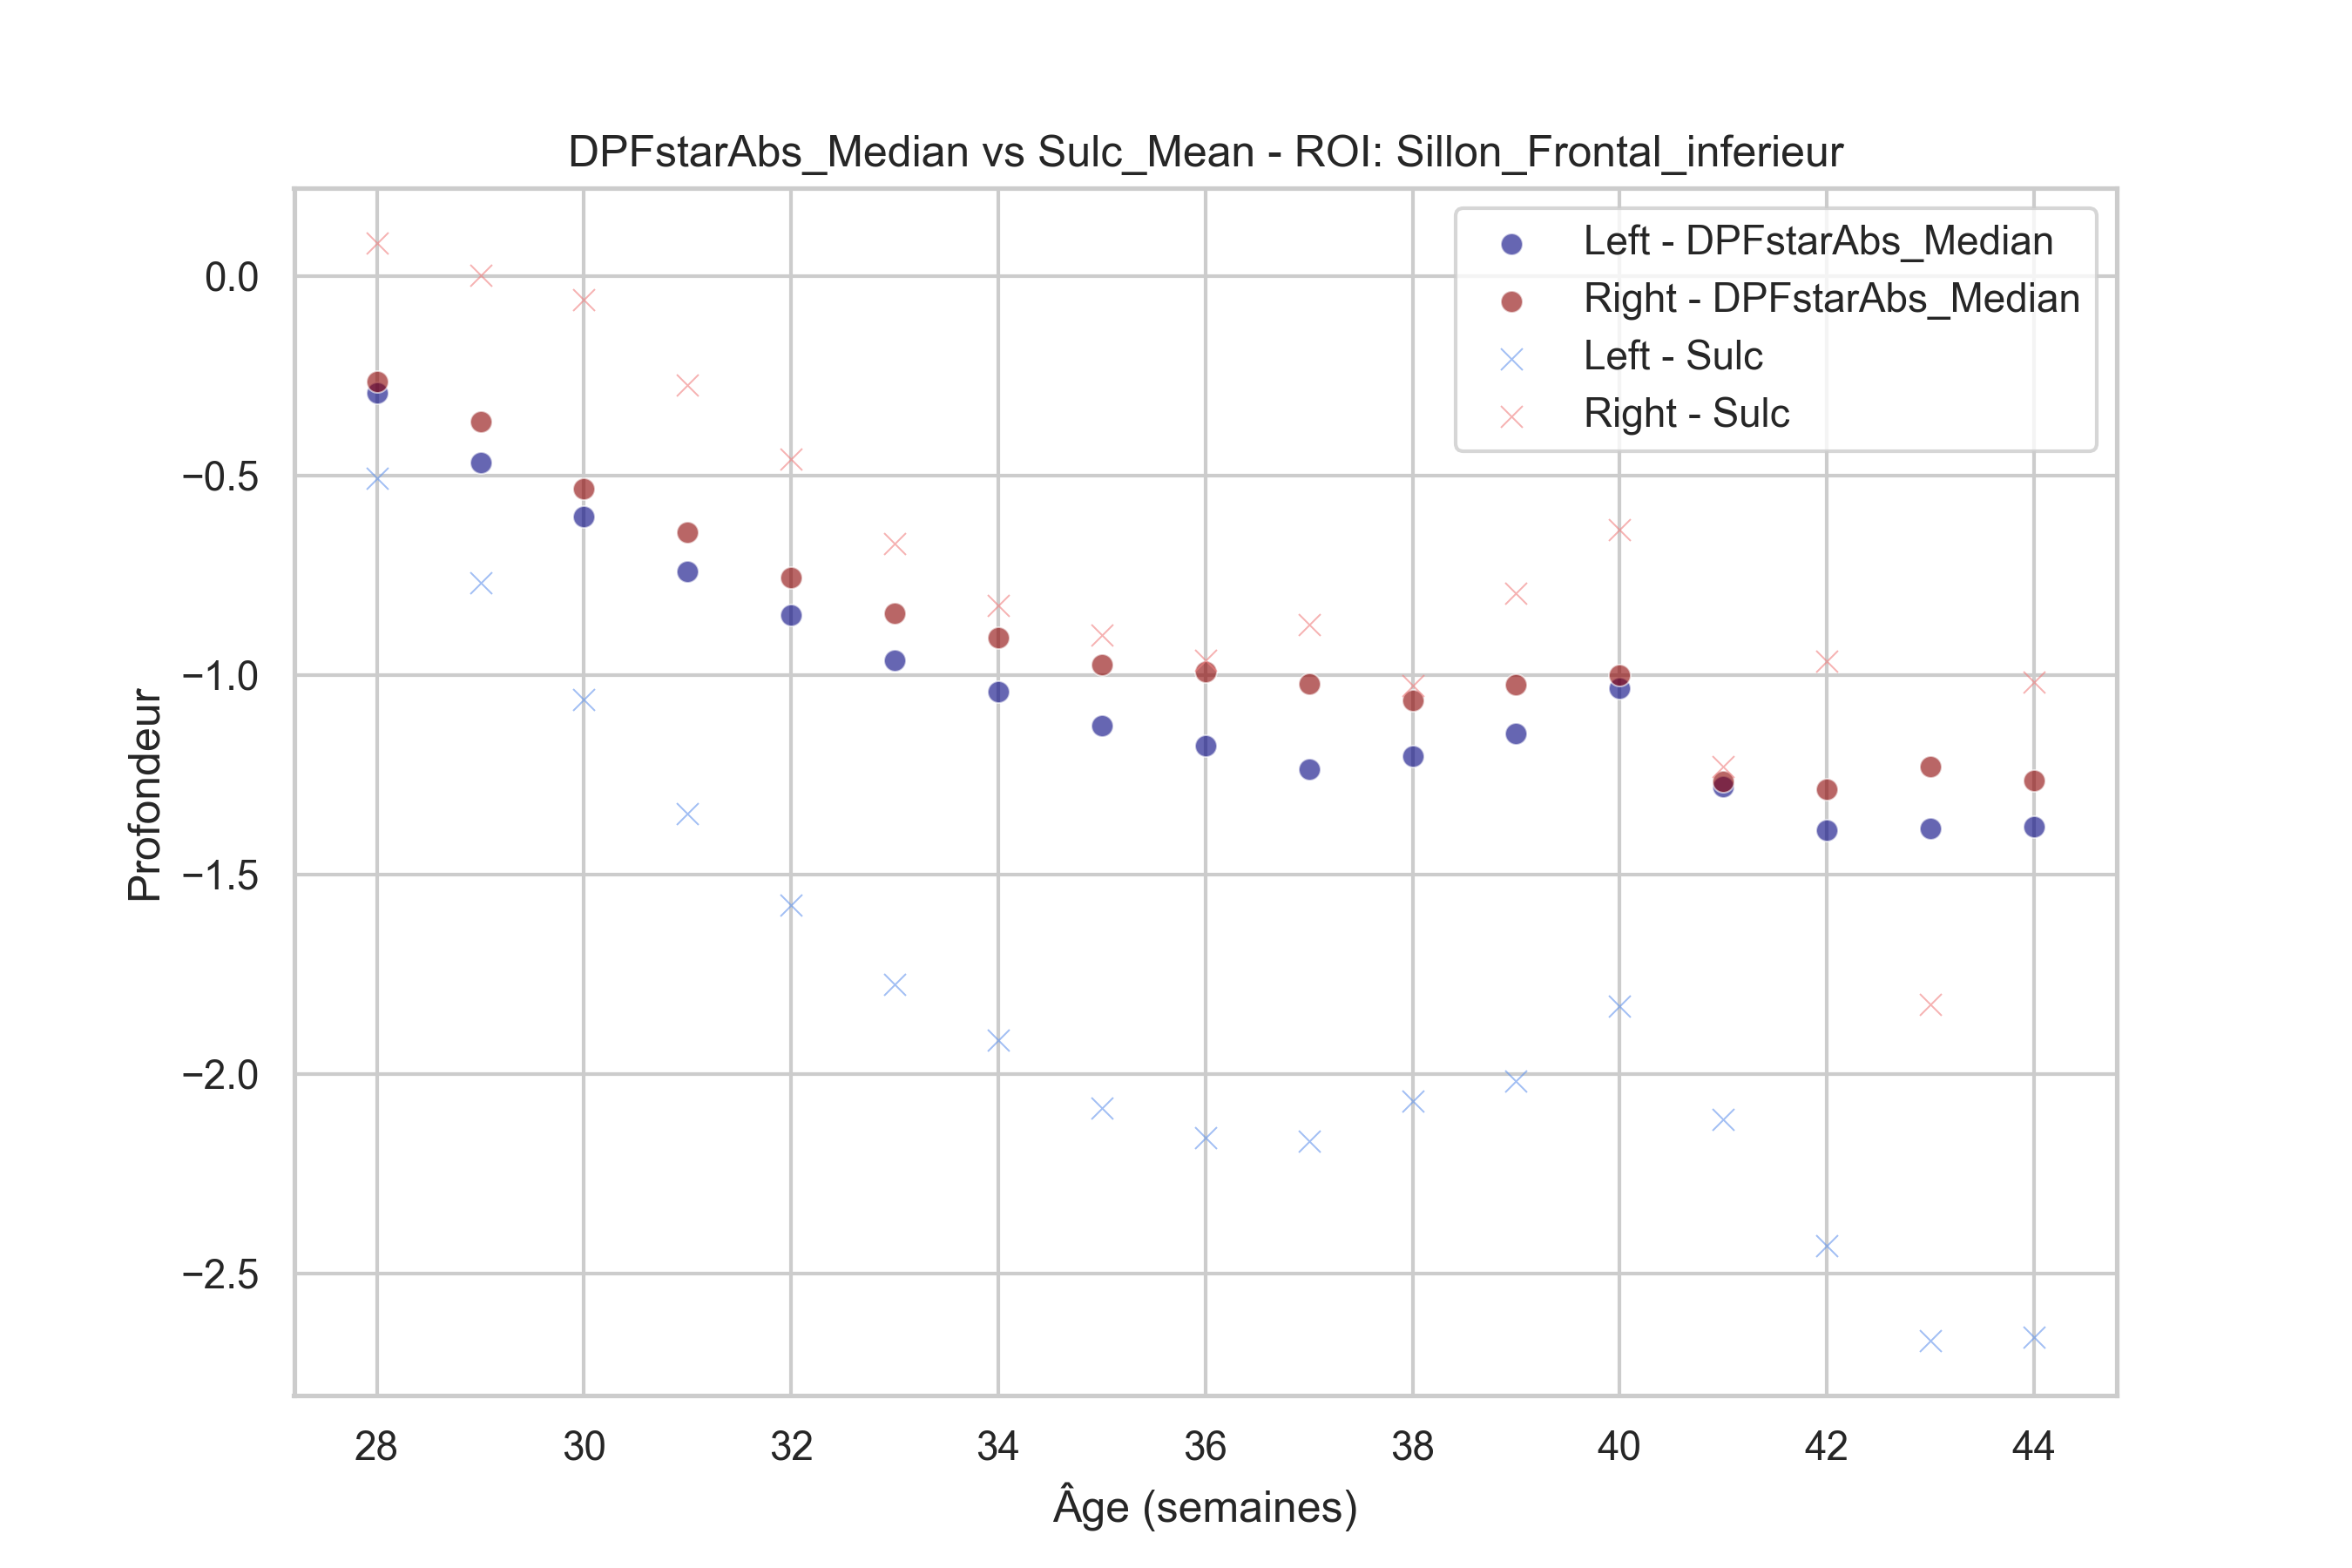 DPFstarAbs_Median vs Sulc_Mean - ROI: Sillon_Frontal_inferieur
Left - DPFstarAbs_Median
Right - DPFstarAbs_Median
Left - Sulc
Right - Sulc
Profondeur
0.0
−0.5
−1.0
−1.5
−2.0
−2.5
28 30 32 34 36 38 40 42 44
Âge (semaines)